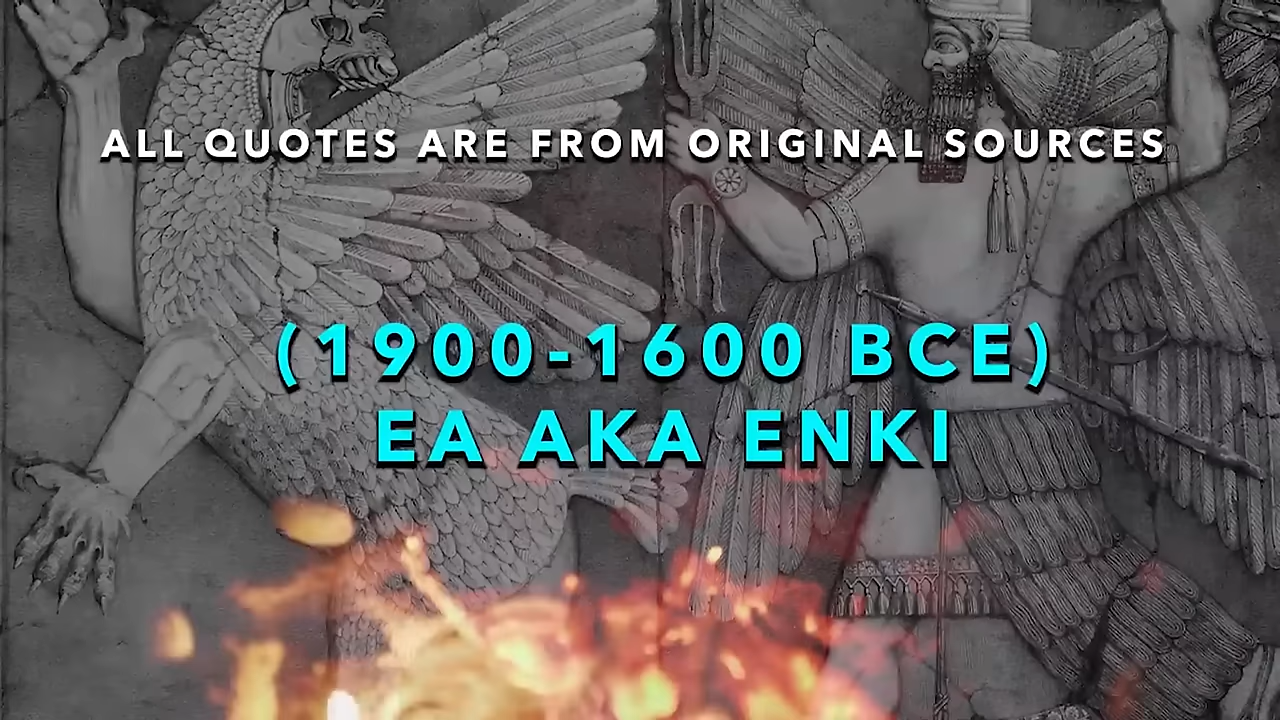 ALL QUOTES ARE FROM ORIGINAL SOURCES
(1900-1600 BCE)
EA AKA ENKI